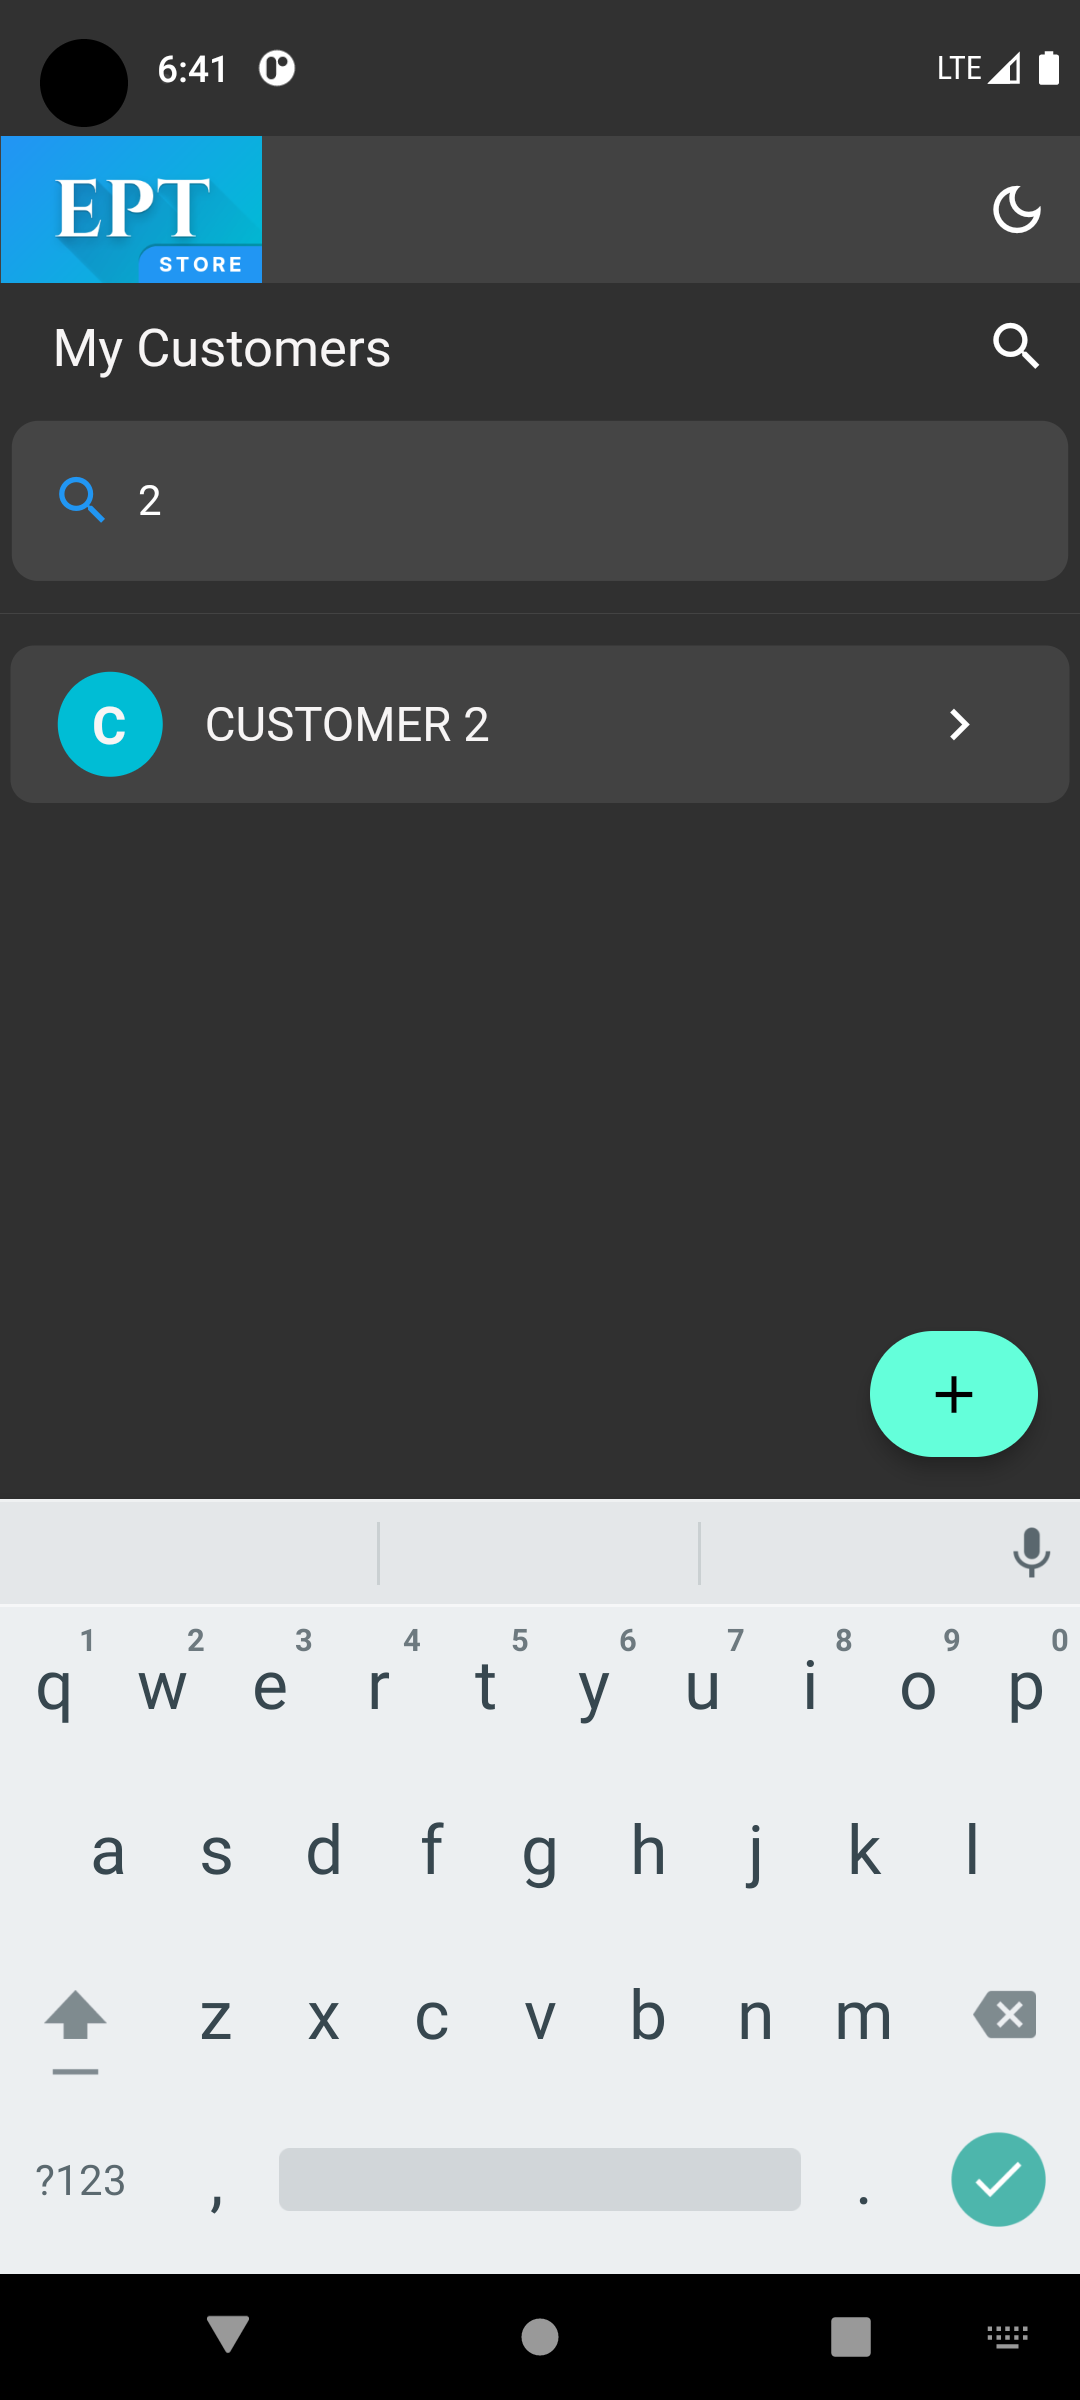 6:41
LTE
EPT
STORE
My Customers
2
C
CUSTOMER 2
1 2 3 4 5 6 7 8 9 0
q w e r t y u i o p
a s d f g h j k l
z x c v b n m
?123 , .